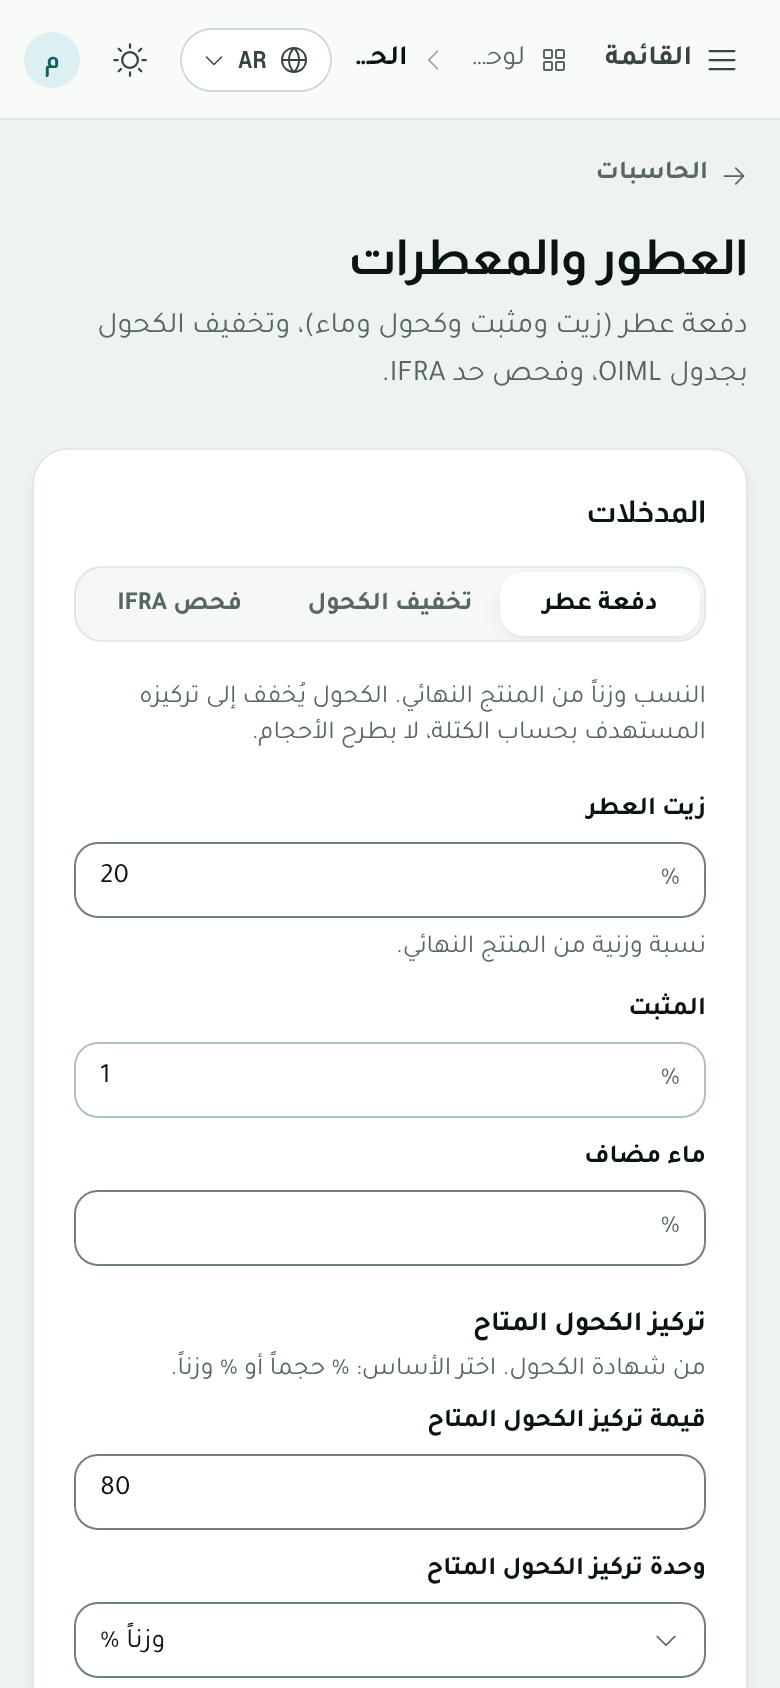 القائمة
لوحـ...
الحـ...
AR
م
الحاسبات
العطور والمعطرات
دفعة عطر (زيت ومثبت وكحول وماء)، وتخفيف الكحول
بجدول OIML، وفحص حد IFRA.
المدخلات
دفعة عطر
تخفيف الكحول
فحص IFRA
النسب وزناً من المنتج النهائي. الكحول يُخفف إلى تركيزه
المستهدف بحساب الكتلة، لا بطرح الأحجام.
زيت العطر
% 20
نسبة وزنية من المنتج النهائي.
المثبت
% 1
ماء مضاف
%
تركيز الكحول المتاح
من شهادة الكحول. اختر الأساس: % حجماً أو % وزناً.
قيمة تركيز الكحول المتاح
80
وحدة تركيز الكحول المتاح
% وزناً